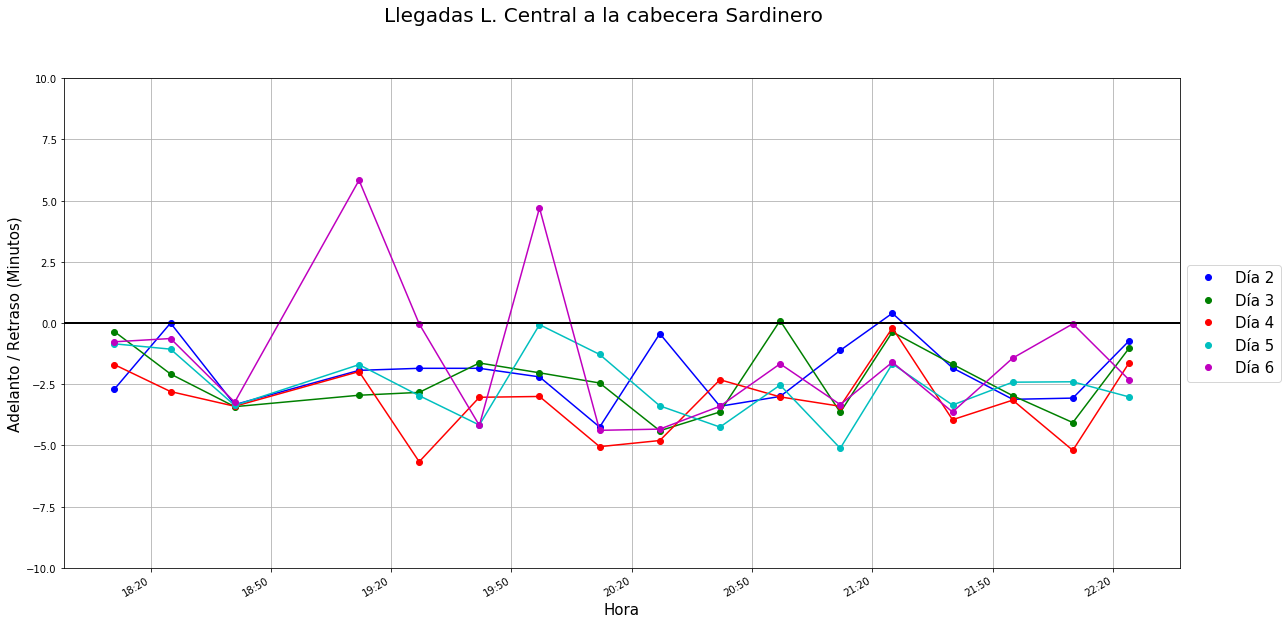 Llegadas L. Central a la cabecera Sardinero
Adelanto / Retraso (Minutos)
10.0
7.5
5.0
2.5
0.0
−2.5
−5.0
−7.5
−10.0
18:20
18:50
19:20
19:50
20:20
20:50
21:20
21:50
22:20
Hora
Día 2
Día 3
Día 4
Día 5
Día 6